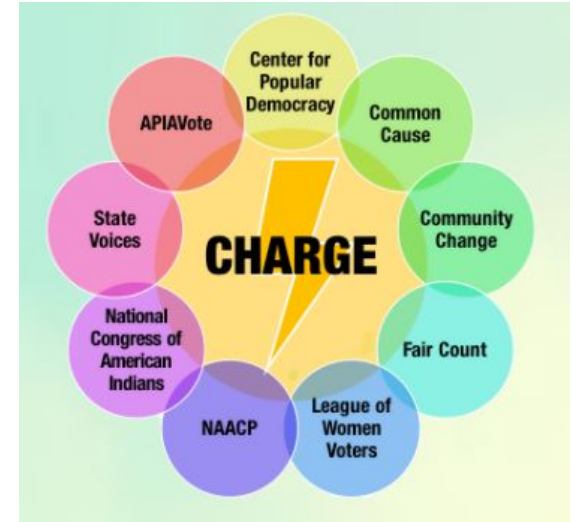 Center for
Popular
Democracy
Common
Cause
Community
Change
Fair Count
League of
Women
Voters
NAACP
National
Congress of
American
Indians
State
Voices
APIAVote
CHARGE